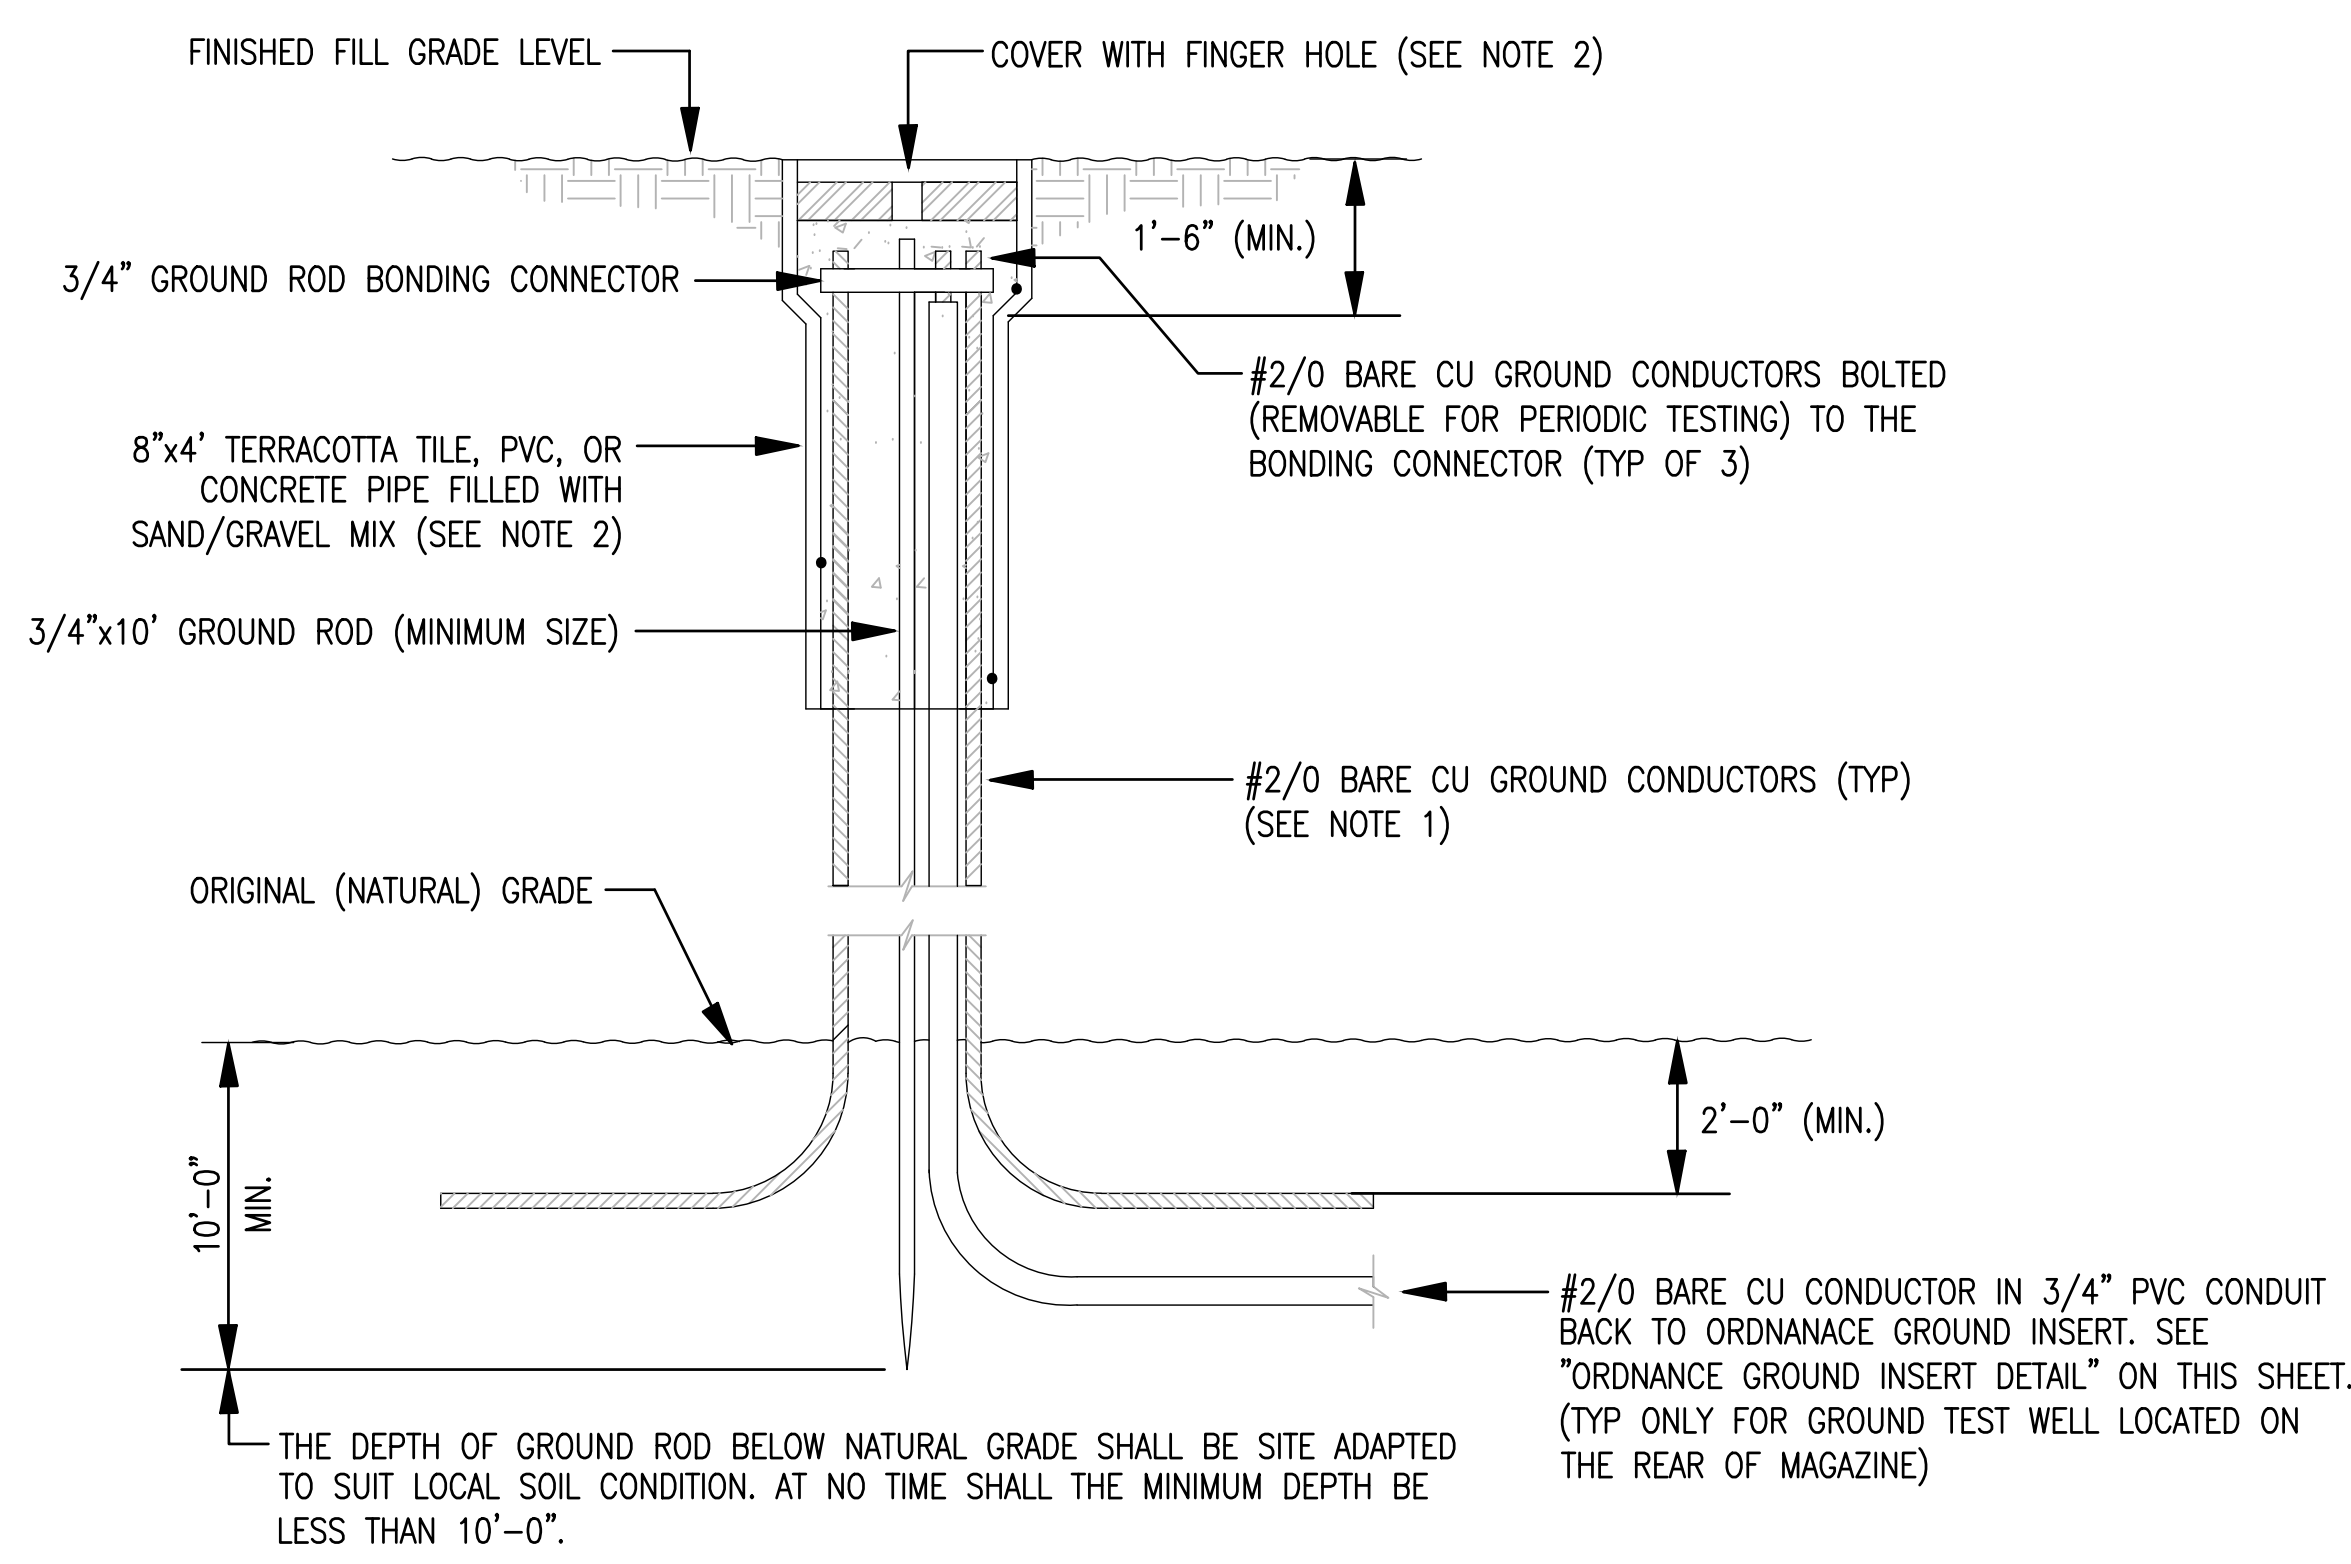 FINISHED FILL GRADE LEVEL
COVER WITH FINGER HOLE (SEE NOTE 2)
1'-6" (MIN.)
3/4" GROUND ROD BONDING CONNECTOR
#2/0 BARE CU GROUND CONDUCTORS BOLTED
(REMOVABLE FOR PERIODIC TESTING) TO THE
BONDING CONNECTOR (TYP OF 3)
8"x4' TERRACOTTA TILE, PVC, OR
CONCRETE PIPE FILLED WITH
SAND/GRAVEL MIX (SEE NOTE 2)
3/4"x10' GROUND ROD (MINIMUM SIZE)
#2/0 BARE CU GROUND CONDUCTORS (TYP)
(SEE NOTE 1)
ORIGINAL (NATURAL) GRADE
2'-0" (MIN.)
10'-0"
MIN.
#2/0 BARE CU CONDUCTOR IN 3/4" PVC CONDUIT
BACK TO ORDNANACE GROUND INSERT. SEE
"ORDNANCE GROUND INSERT DETAIL" ON THIS SHEET.
(TYP ONLY FOR GROUND TEST WELL LOCATED ON
THE REAR OF MAGAZINE)
THE DEPTH OF GROUND ROD BELOW NATURAL GRADE SHALL BE SITE ADAPTED
TO SUIT LOCAL SOIL CONDITION. AT NO TIME SHALL THE MINIMUM DEPTH BE
LESS THAN 10'-0".